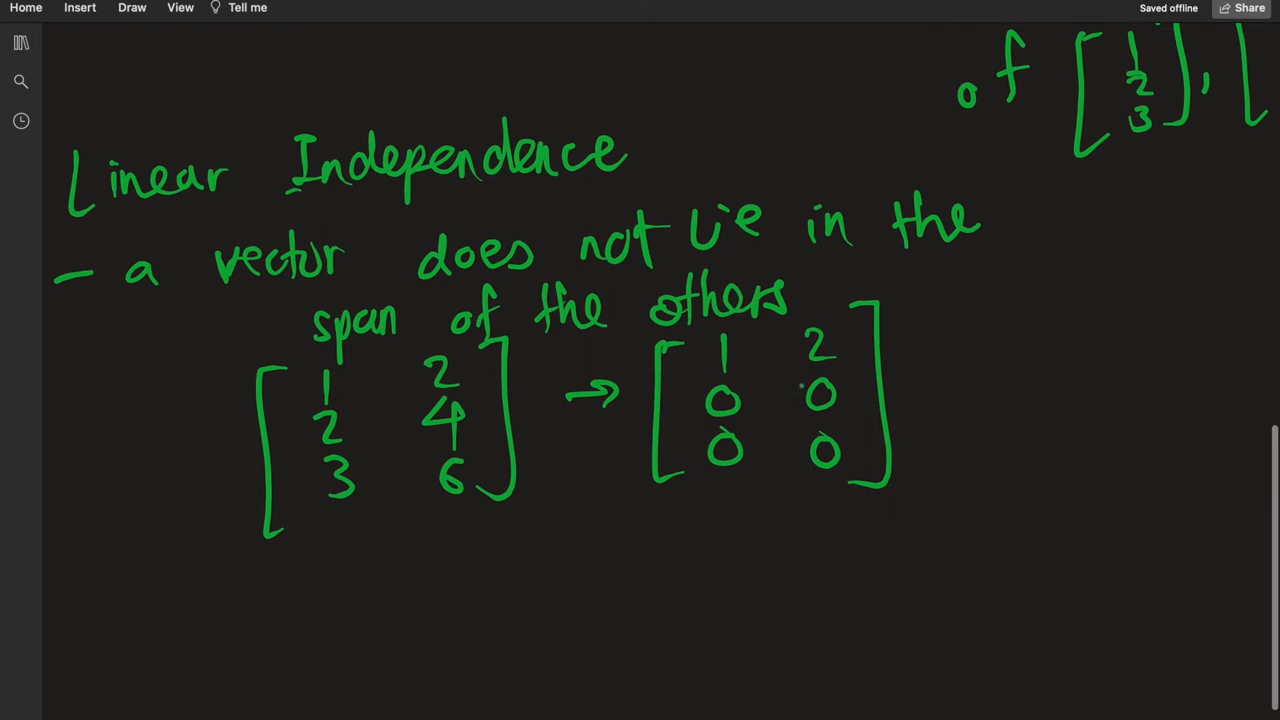 Home Insert Draw View Tell me Saved offline Share
of [ 1 ] , [
2
3
Linear Independence
- a vector does not lie in the
span of the others
[ 1 2 ] → [ 1 2 ]
2 4 0 0
3 6 0 0